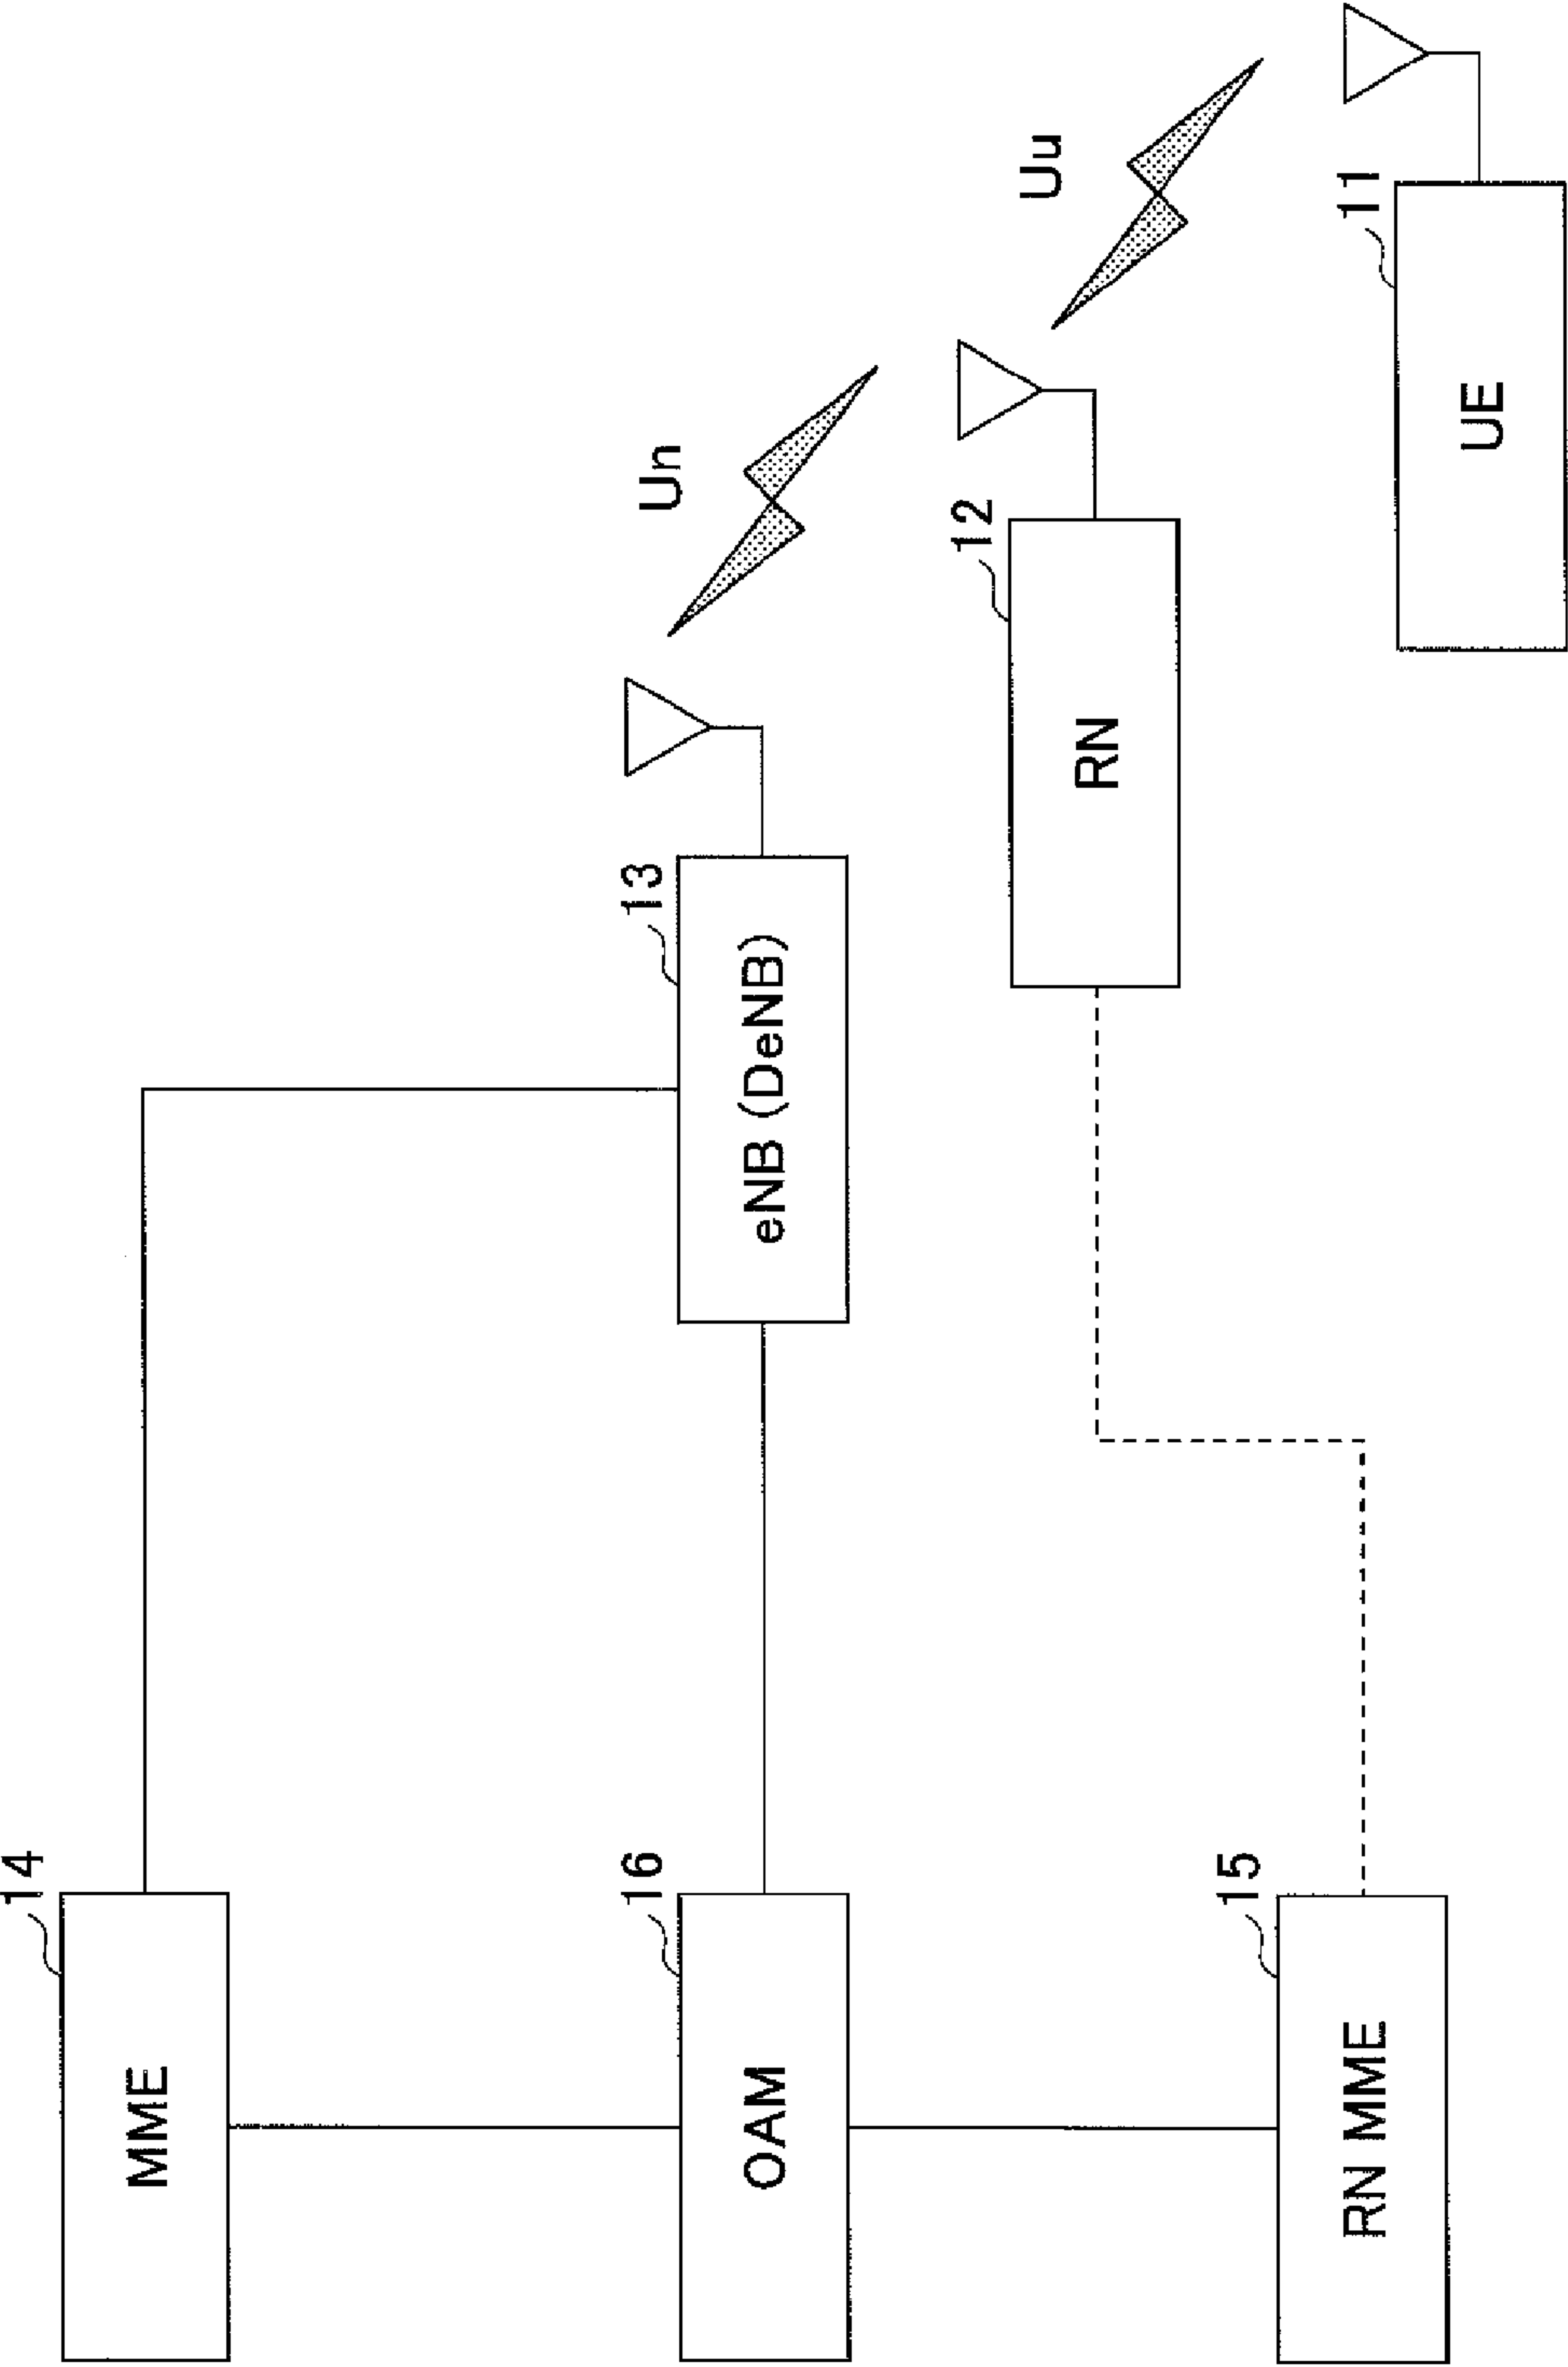 14
MME
16
OAM
15
RN MME
13
eNB (DeNB)
Un
12
RN
Uu
11
UE